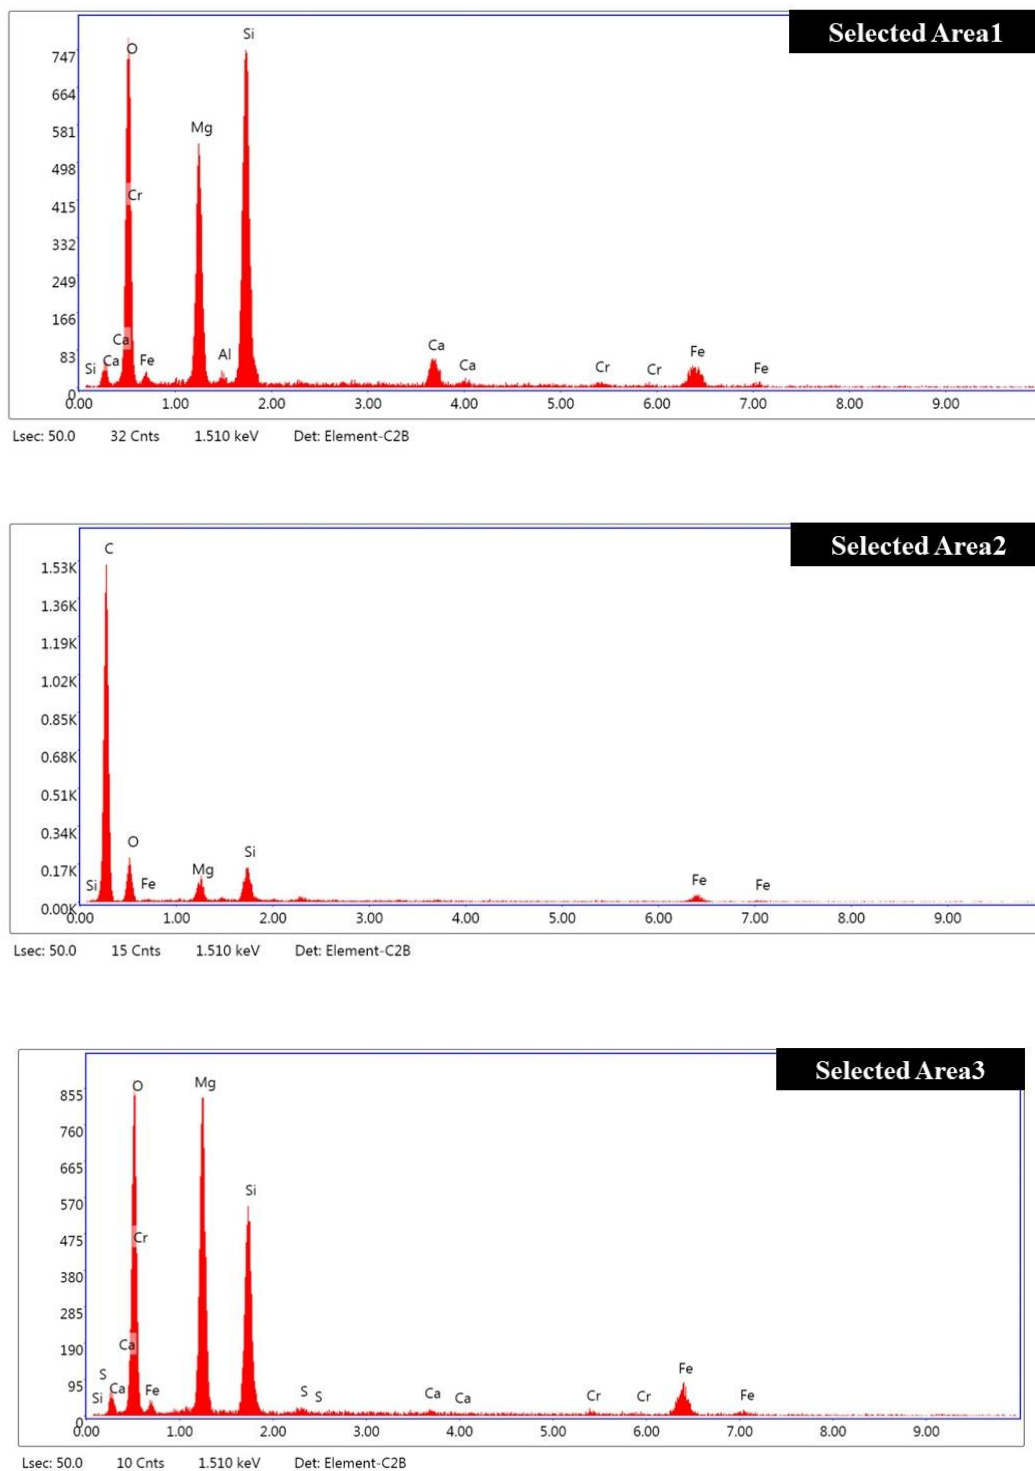 Selected Area1
747
664
581
498
415
332
249
166
83
0
O
Si
Mg
Cr
Ca
Si
Ca
Fe
Al
Ca
Ca
Cr
Cr
Fe
Fe
0.00 1.00 2.00 3.00 4.00 5.00 6.00 7.00 8.00 9.00
Lsec: 50.0 32 Cnts 1.510 keV Det: Element-C2B
Selected Area2
1.53K
1.36K
1.19K
1.02K
0.85K
0.68K
0.51K
0.34K
0.17K
0.00K
C
O
Si
Fe
Mg
Si
Fe
Fe
0.00 1.00 2.00 3.00 4.00 5.00 6.00 7.00 8.00 9.00
Lsec: 50.0 15 Cnts 1.510 keV Det: Element-C2B
Selected Area3
855
760
665
570
475
380
285
190
95
0
O
Mg
Si
Cr
Ca
S
Si
Ca
Fe
S
S
Ca
Ca
Cr
Cr
Fe
Fe
0.00 1.00 2.00 3.00 4.00 5.00 6.00 7.00 8.00 9.00
Lsec: 50.0 10 Cnts 1.510 keV Det: Element-C2B